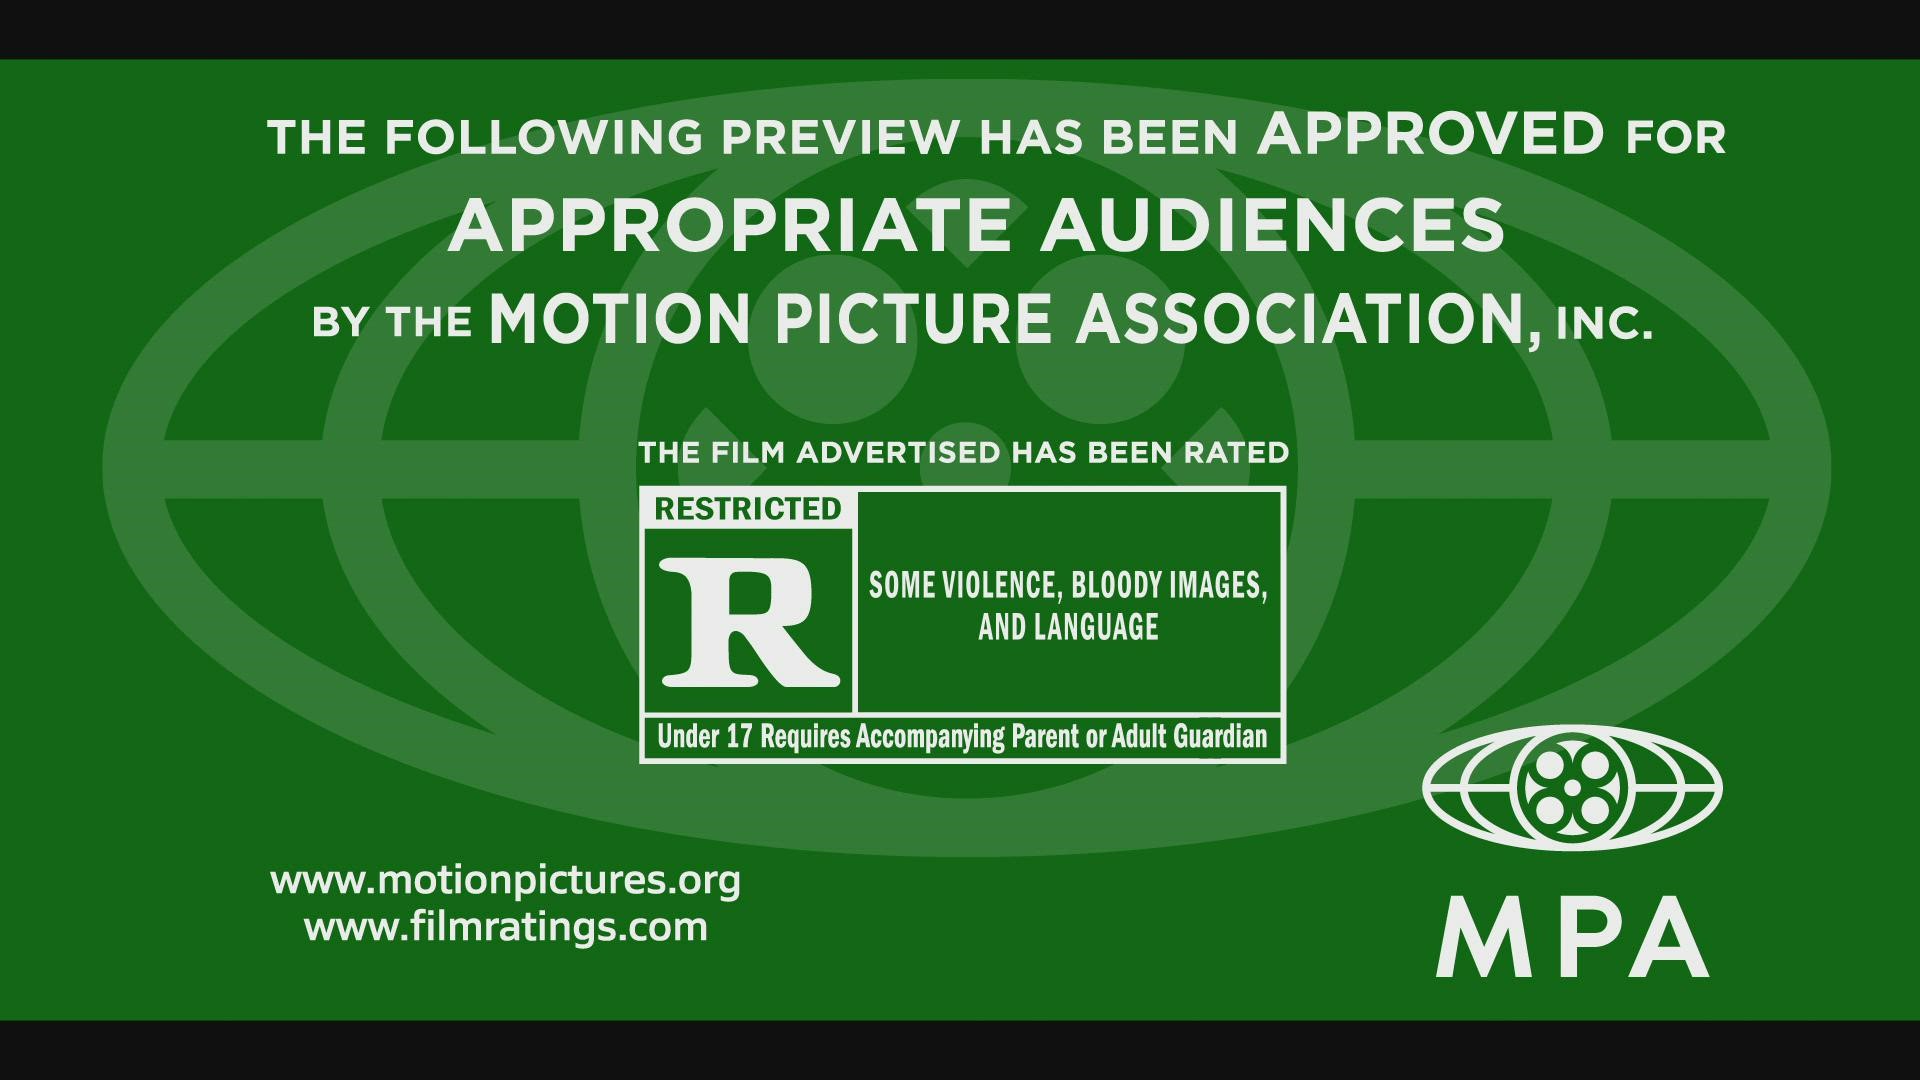 THE FOLLOWING PREVIEW HAS BEEN APPROVED FOR
APPROPRIATE AUDIENCES
BY THE MOTION PICTURE ASSOCIATION, INC.
THE FILM ADVERTISED HAS BEEN RATED
RESTRICTED
R
SOME VIOLENCE, BLOODY IMAGES,
AND LANGUAGE
Under 17 Requires Accompanying Parent or Adult Guardian
www.motionpictures.org
www.filmratings.com
MPA